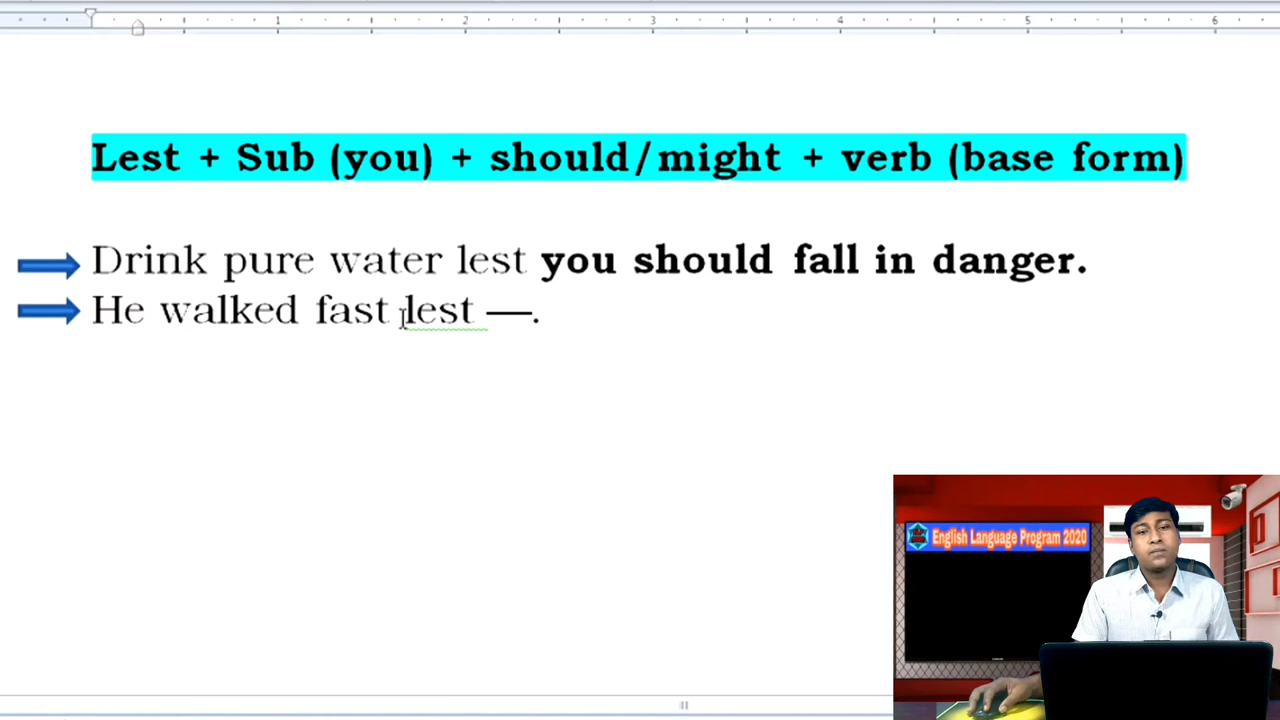 Lest + Sub (you) + should/might + verb (base form)
Drink pure water lest you should fall in danger.
He walked fast lest —.
English Language Program 2020